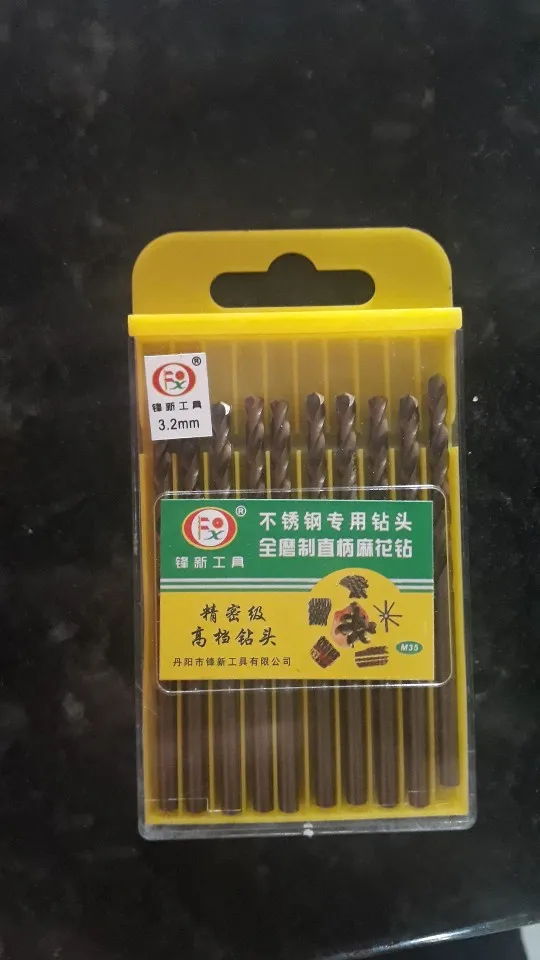 ®
锋新工具
3.2mm
®
锋新工具
不锈钢专用钻头
全磨制直柄麻花钻
精密级
高档钻头
丹阳市锋新工具有限公司
M35